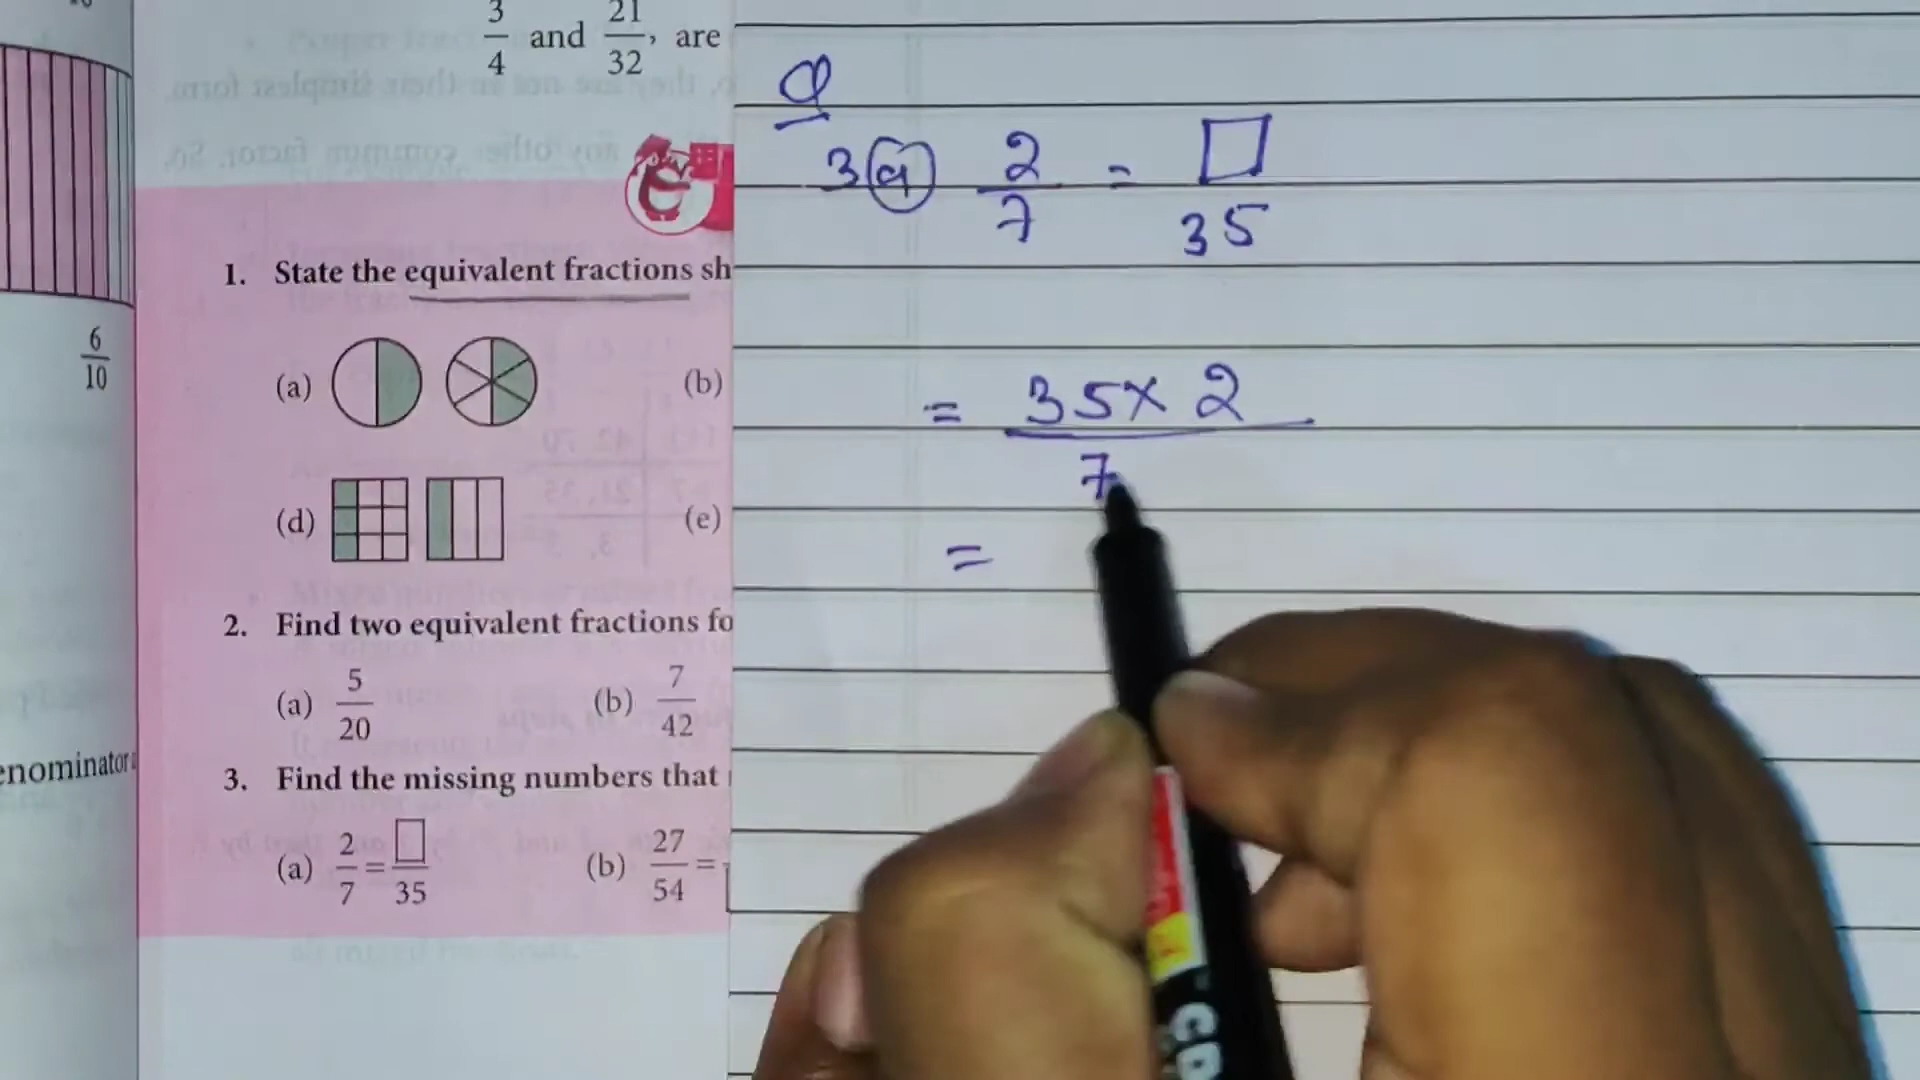 3/4 and 21/32, are
6/10
enominator
1. State the equivalent fractions sh
(a) (b)
(d) (e)
2. Find two equivalent fractions fo
(a) 5/20 (b) 7/42
3. Find the missing numbers that
(a) 2/7 = □/35 (b) 27/54 =
Q
3 (a) 2/7 = □/35
= 35 × 2 / 7
=